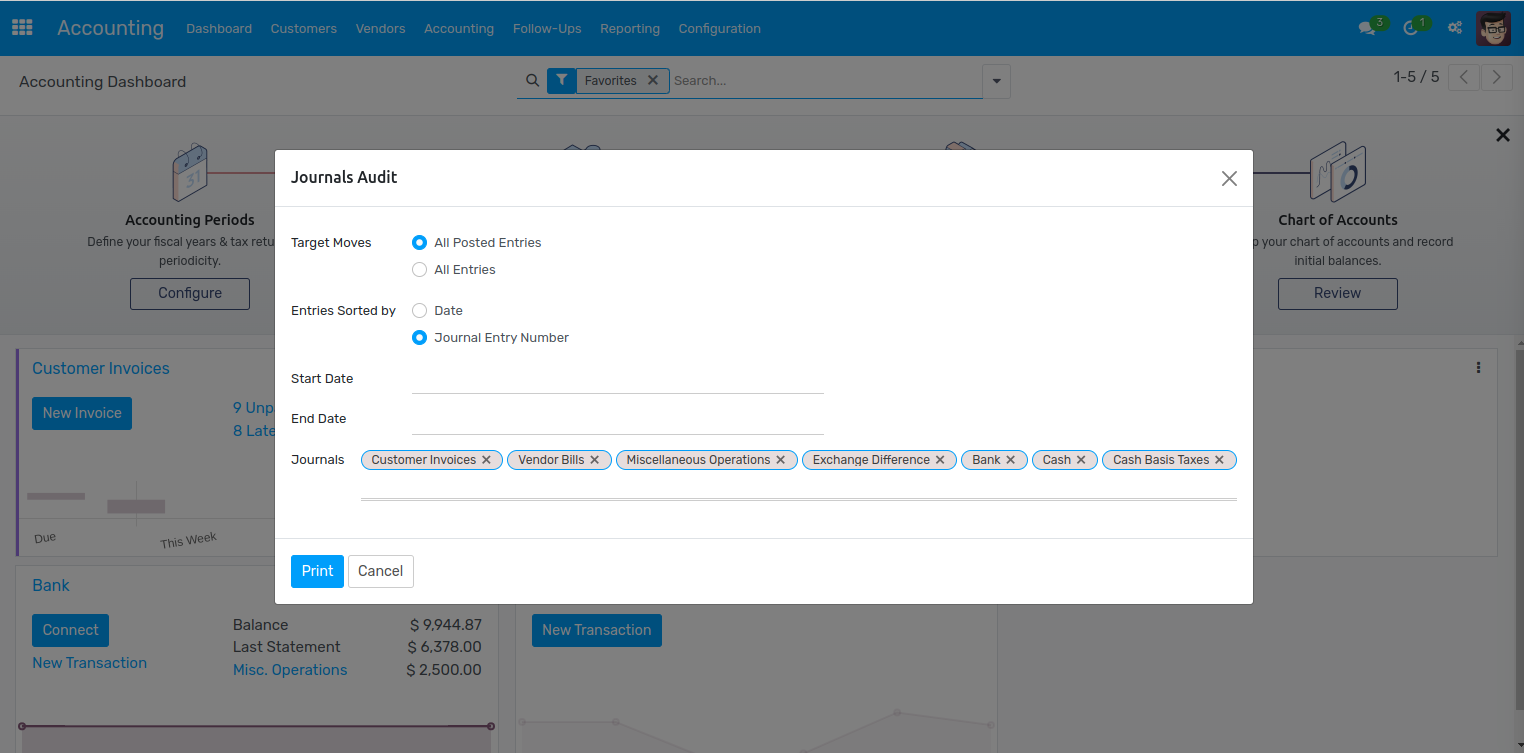 Accounting Dashboard Customers Vendors Accounting Follow-Ups Reporting Configuration 3 1
Accounting Dashboard Favorites Search... 1-5 / 5
31
Accounting Periods
Define your fiscal years & tax retu
periodicity.
Configure
Chart of Accounts
p your chart of accounts and record
initial balances.
Review
Journals Audit
Target Moves All Posted Entries
All Entries
Entries Sorted by Date
Journal Entry Number
Start Date
End Date
Journals Customer Invoices Vendor Bills Miscellaneous Operations Exchange Difference Bank Cash Cash Basis Taxes
Print Cancel
Customer Invoices
New Invoice 9 Unp
8 Late
Due This Week
Bank
Connect Balance $ 9,944.87
Last Statement $ 6,378.00
New Transaction Misc. Operations $ 2,500.00
New Transaction